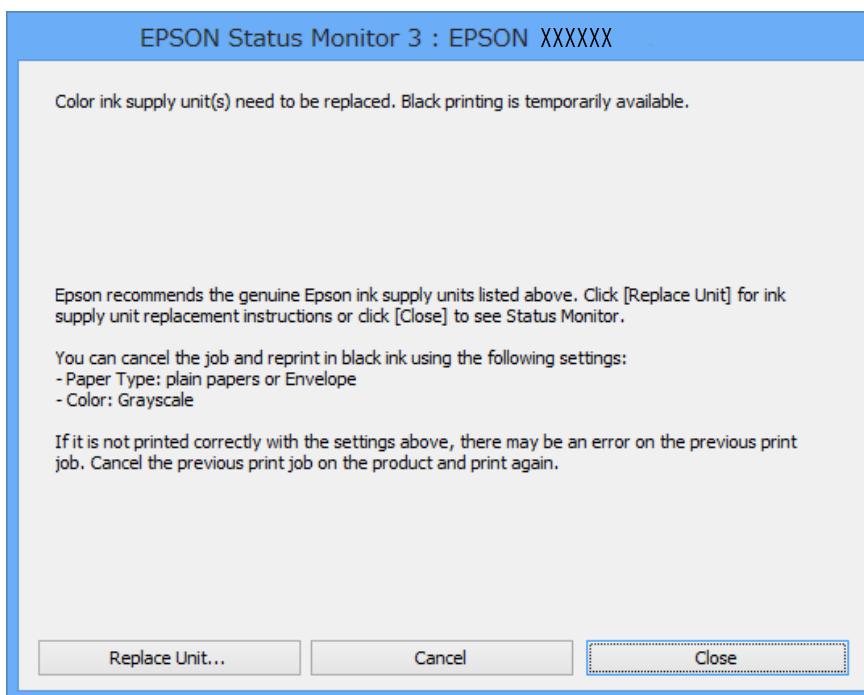 EPSON Status Monitor 3 : EPSON XXXXXX
Color ink supply unit(s) need to be replaced. Black printing is temporarily available.
Epson recommends the genuine Epson ink supply units listed above. Click [Replace Unit] for ink
supply unit replacement instructions or click [Close] to see Status Monitor.
You can cancel the job and reprint in black ink using the following settings:
- Paper Type: plain papers or Envelope
- Color: Grayscale
If it is not printed correctly with the settings above, there may be an error on the previous print
job. Cancel the previous print job on the product and print again.
Replace Unit...
Cancel
Close